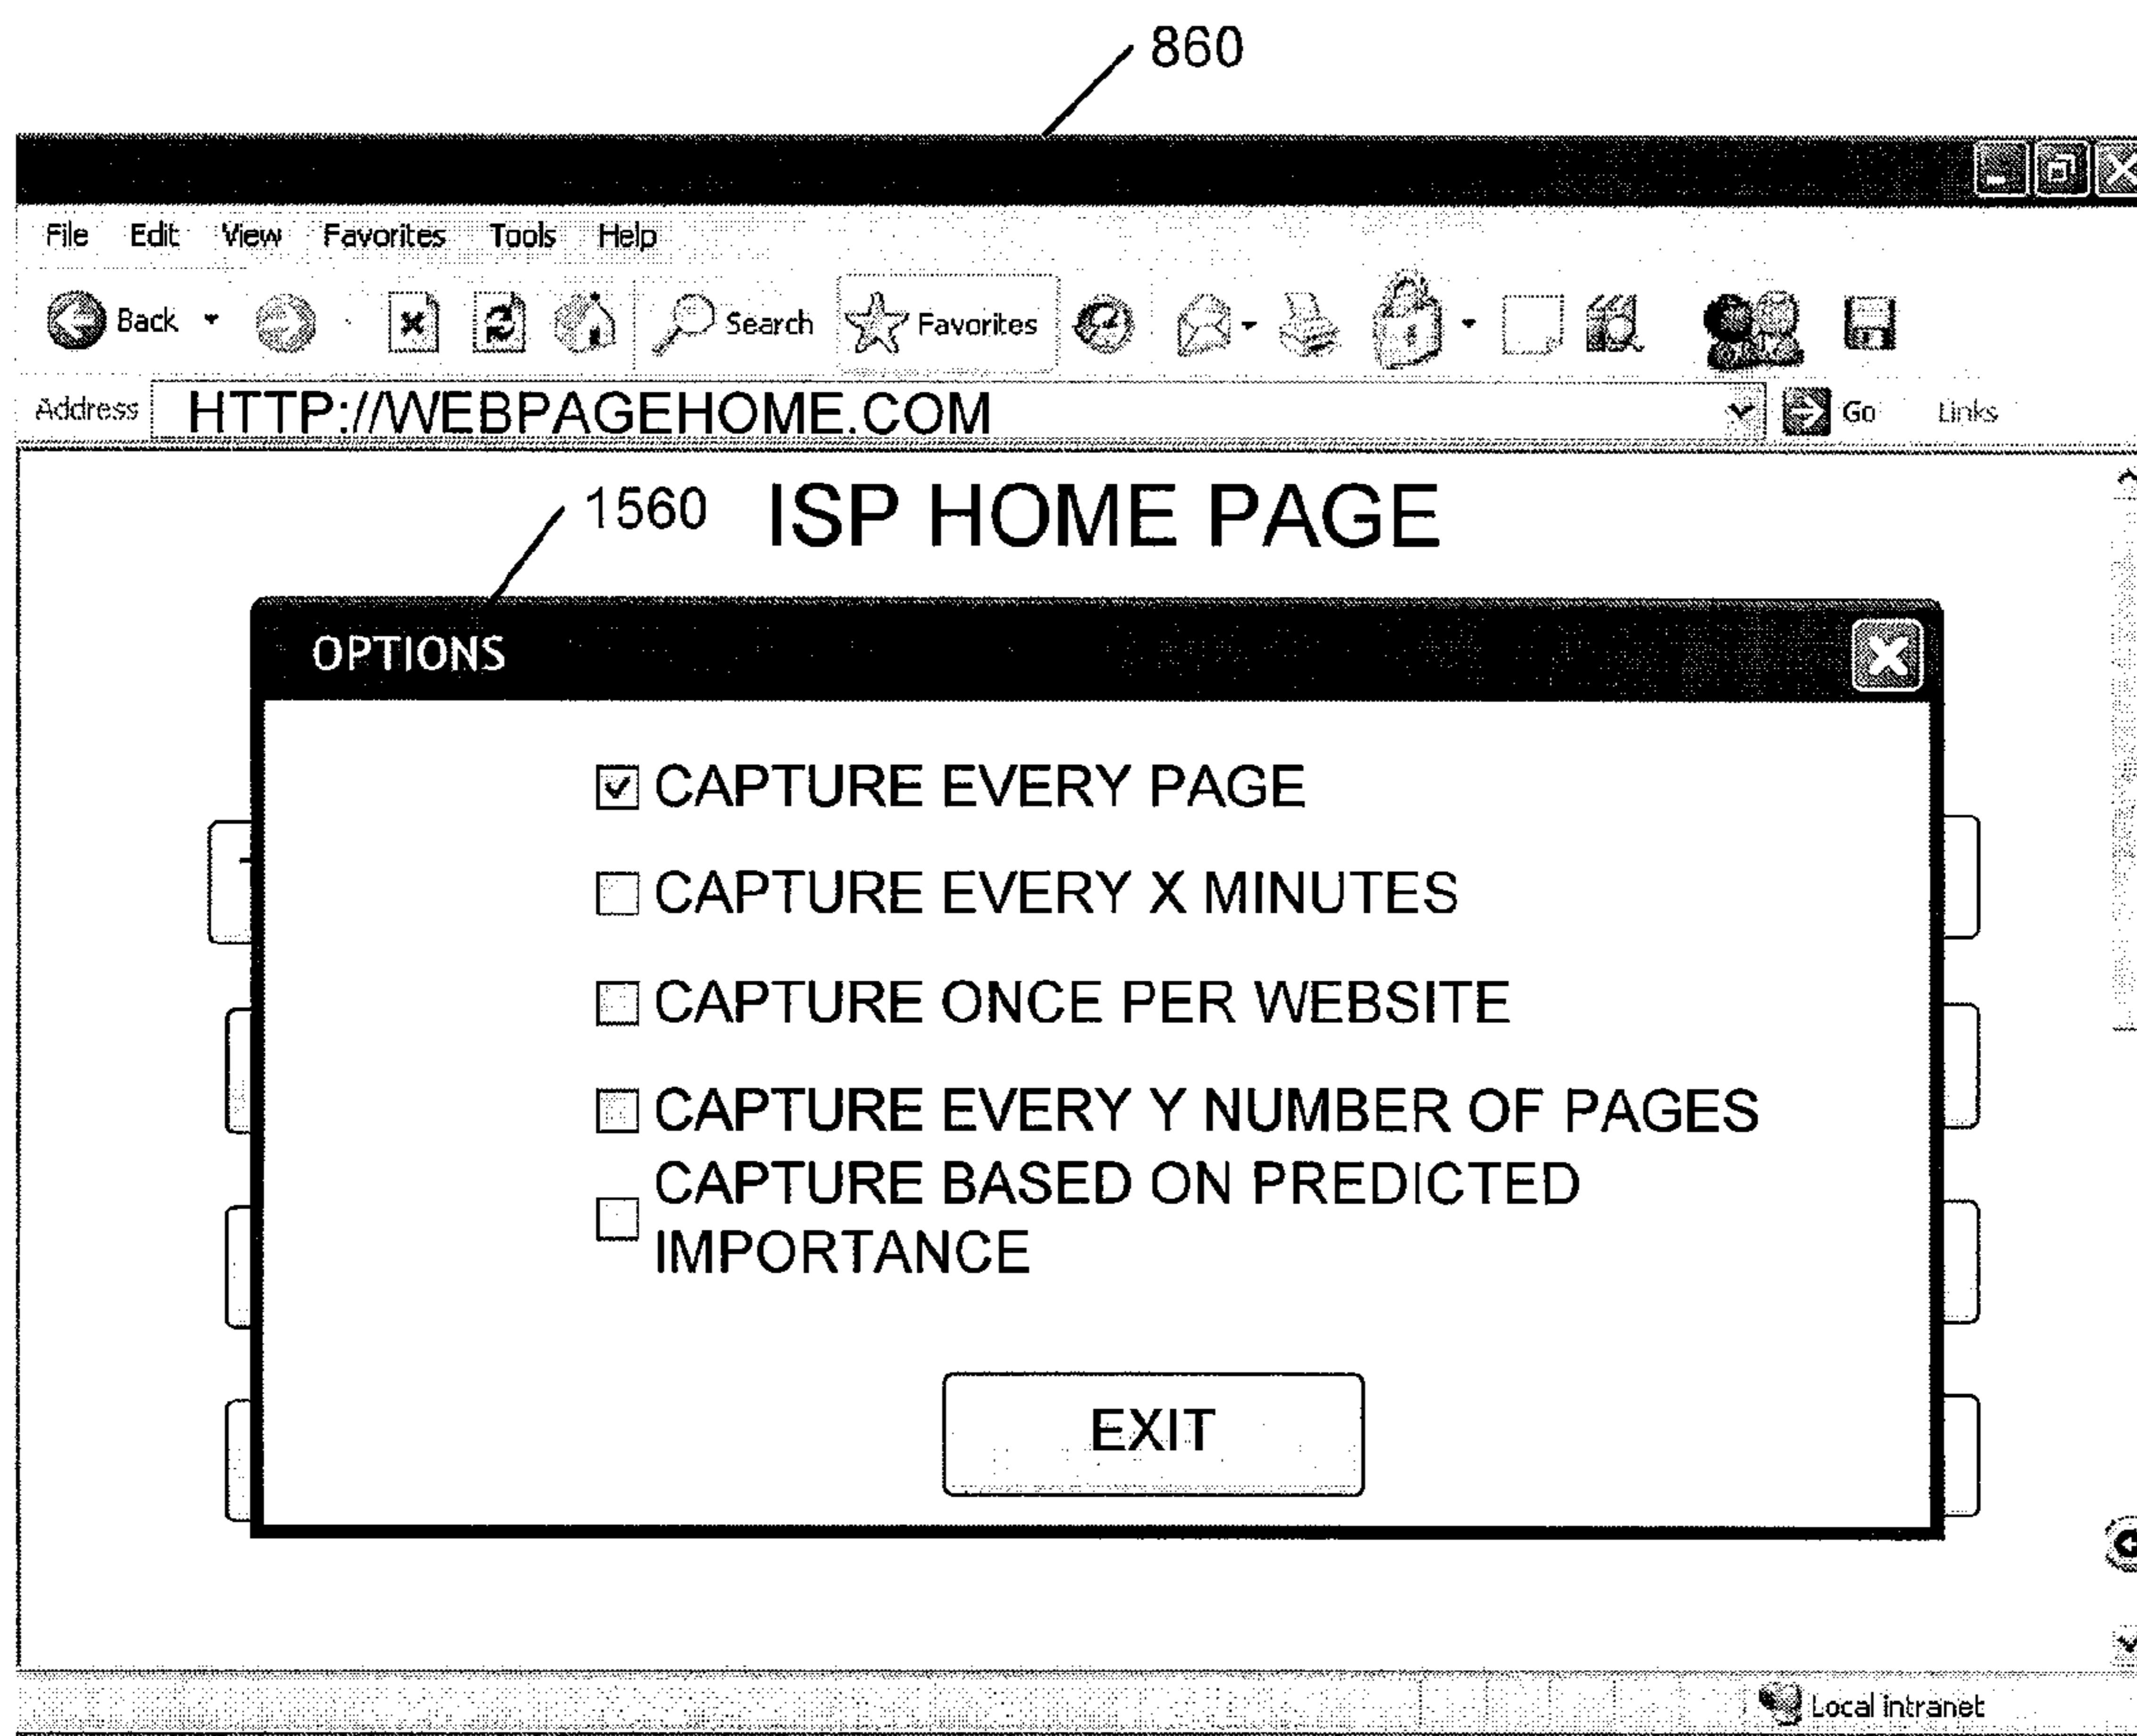 860
File Edit View Favorites Tools Help
Back Search Favorites
Address HTTP://WEBPAGEHOME.COM Go Links
1560 ISP HOME PAGE
OPTIONS
CAPTURE EVERY PAGE
CAPTURE EVERY X MINUTES
CAPTURE ONCE PER WEBSITE
CAPTURE EVERY Y NUMBER OF PAGES
CAPTURE BASED ON PREDICTED
IMPORTANCE
EXIT
Local intranet